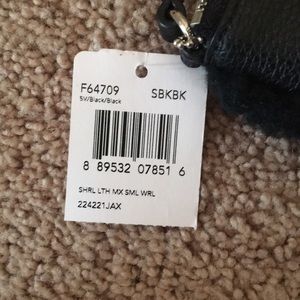 F64709 SBKBK
SV/Black/Black
8 89532 07851 6
SHRL LTH MX SML WRL
224221JAX